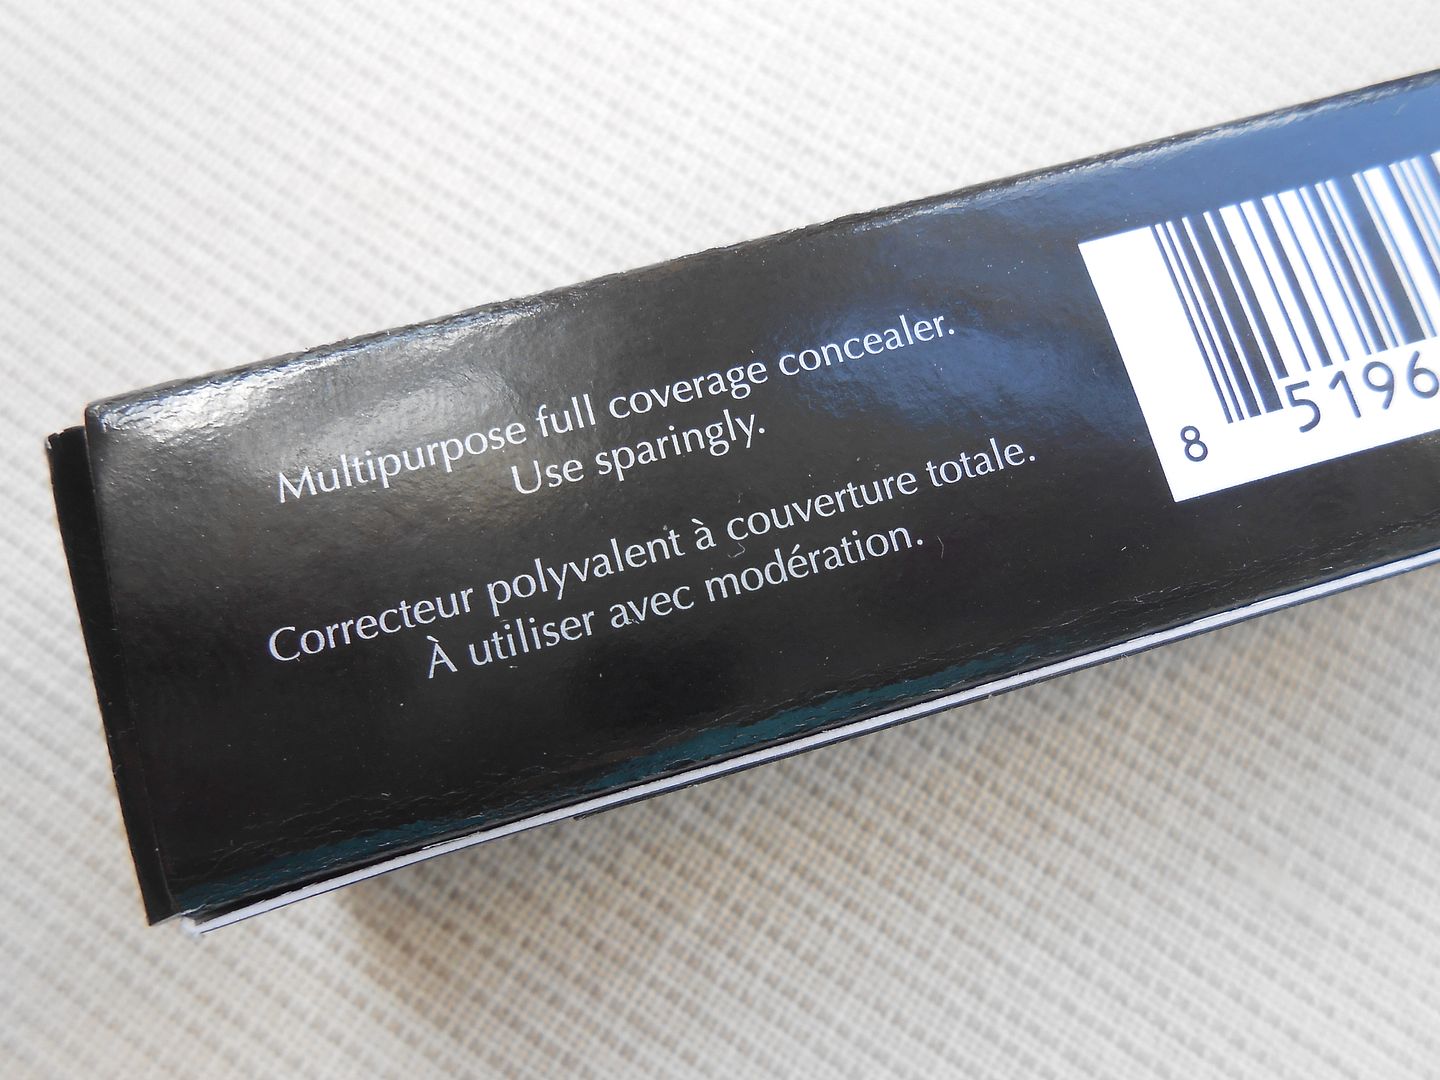 Multipurpose full coverage concealer.
Use sparingly.
Correcteur polyvalent à couverture totale.
À utiliser avec modération.
8 5196